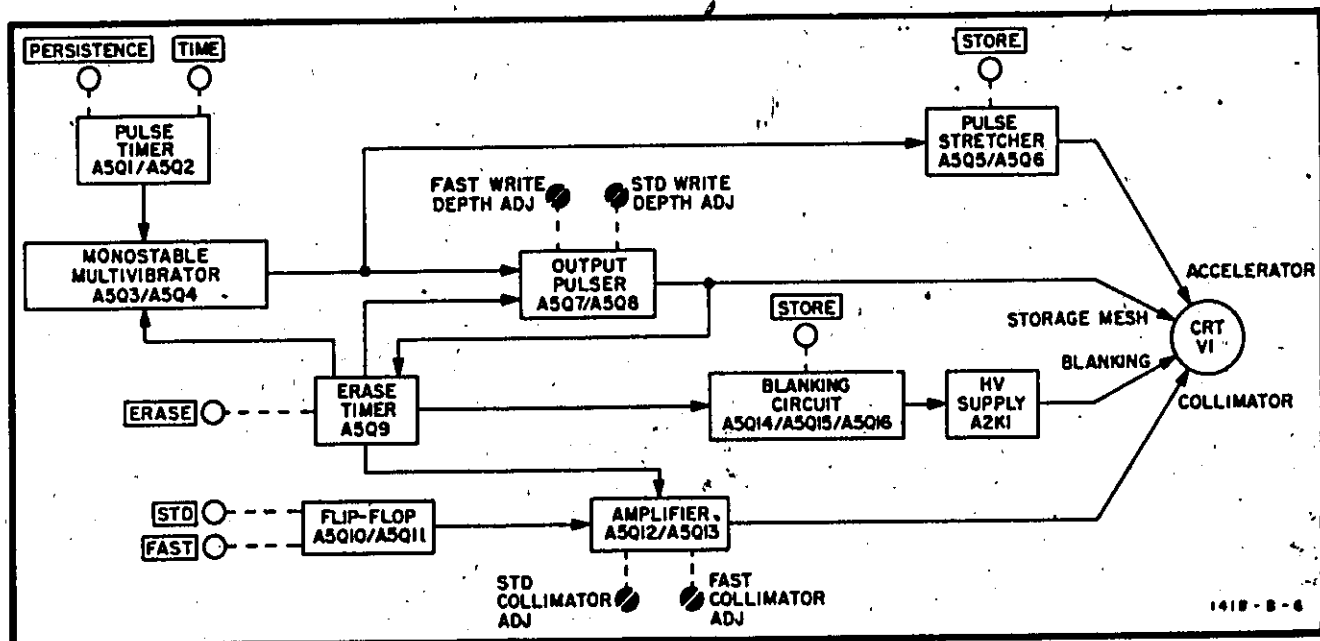 PERSISTENCE
TIME
STORE
PULSE
TIMER
A5Q1/A5Q2
PULSE
STRETCHER
A5Q5/A5Q6
FAST WRITE
DEPTH ADJ
STD WRITE
DEPTH ADJ
MONOSTABLE
MULTIVIBRATOR
A5Q3/A5Q4
OUTPUT
PULSER
A5Q7/A5Q8
ACCELERATOR
STORAGE MESH
CRT
V1
STORE
BLANKING
ERASE
ERASE
TIMER
A5Q9
BLANKING
CIRCUIT
A5Q14/A5Q15/A5Q16
HV
SUPPLY
A2K1
COLLIMATOR
STD
FAST
FLIP-FLOP
A5Q10/A5Q11
AMPLIFIER
A5Q12/A5Q13
STD
COLLIMATOR
ADJ
FAST
COLLIMATOR
ADJ